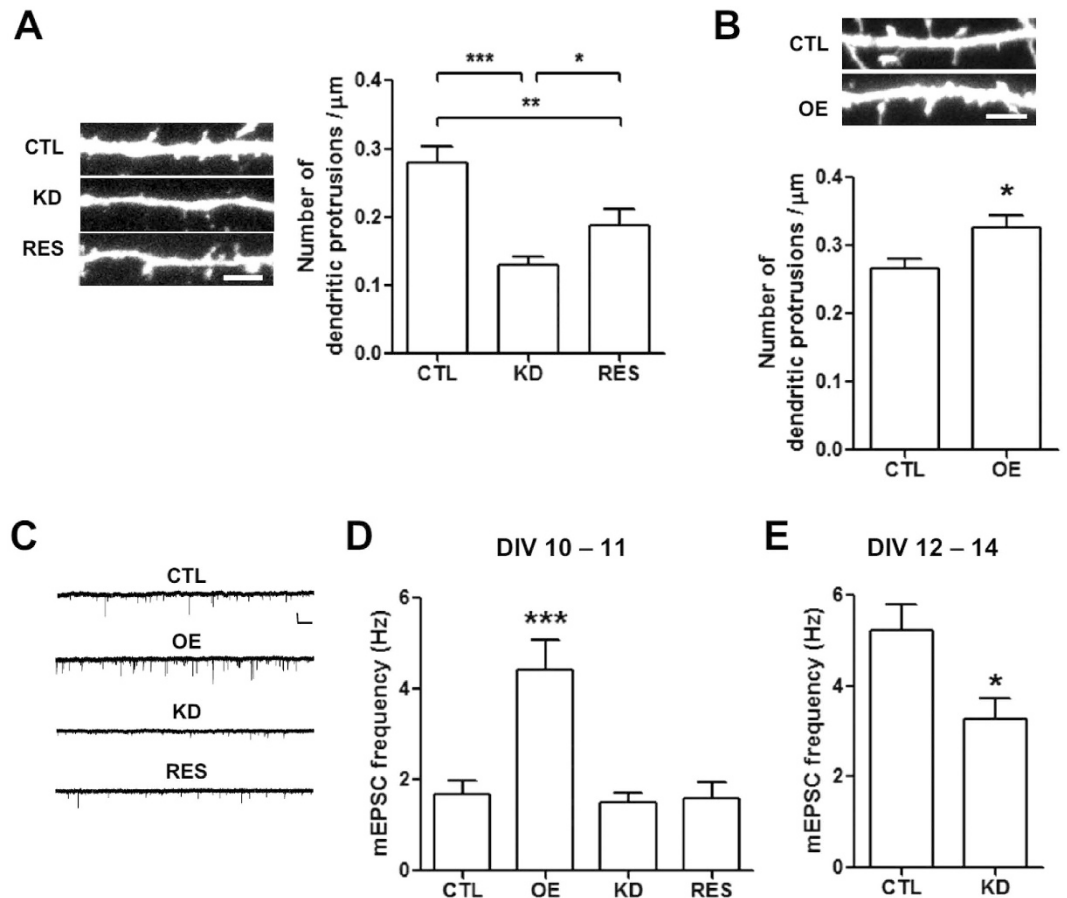 A
CTL
KD
RES
Number of
dendritic protrusions /μm
0.4
0.3
0.2
0.1
0.0
***
*
**
CTL KD RES
B
CTL
OE
Number of
dendritic protrusions /μm
0.4
0.3
0.2
0.1
0.0
*
CTL OE
C
CTL
OE
KD
RES
D
DIV 10 – 11
mEPSC frequency (Hz)
6
4
2
0
***
CTL OE KD RES
E
DIV 12 – 14
mEPSC frequency (Hz)
6
4
2
0
*
CTL KD